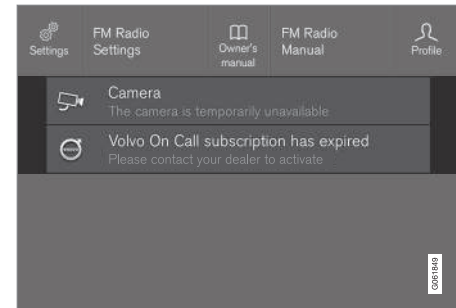 Settings
FM Radio
Settings
Owner's
manual
FM Radio
Manual
Profile
Camera
The camera is temporarily unavailable
Volvo On Call subscription has expired
Please contact your dealer to activate
G061849